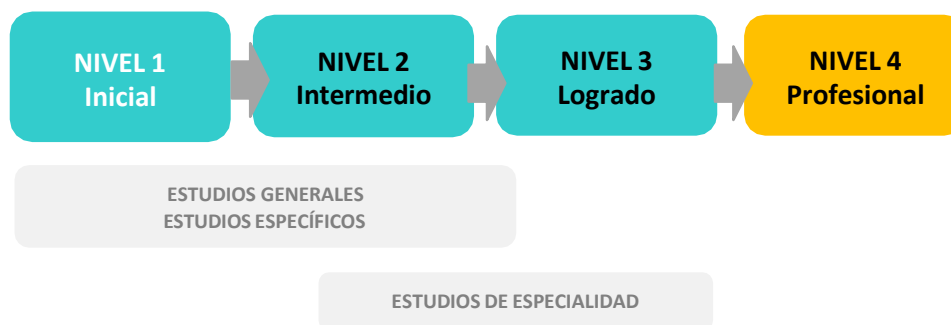 NIVEL 1
Inicial
NIVEL 2
Intermedio
NIVEL 3
Logrado
NIVEL 4
Profesional
ESTUDIOS GENERALES
ESTUDIOS ESPECÍFICOS
ESTUDIOS DE ESPECIALIDAD